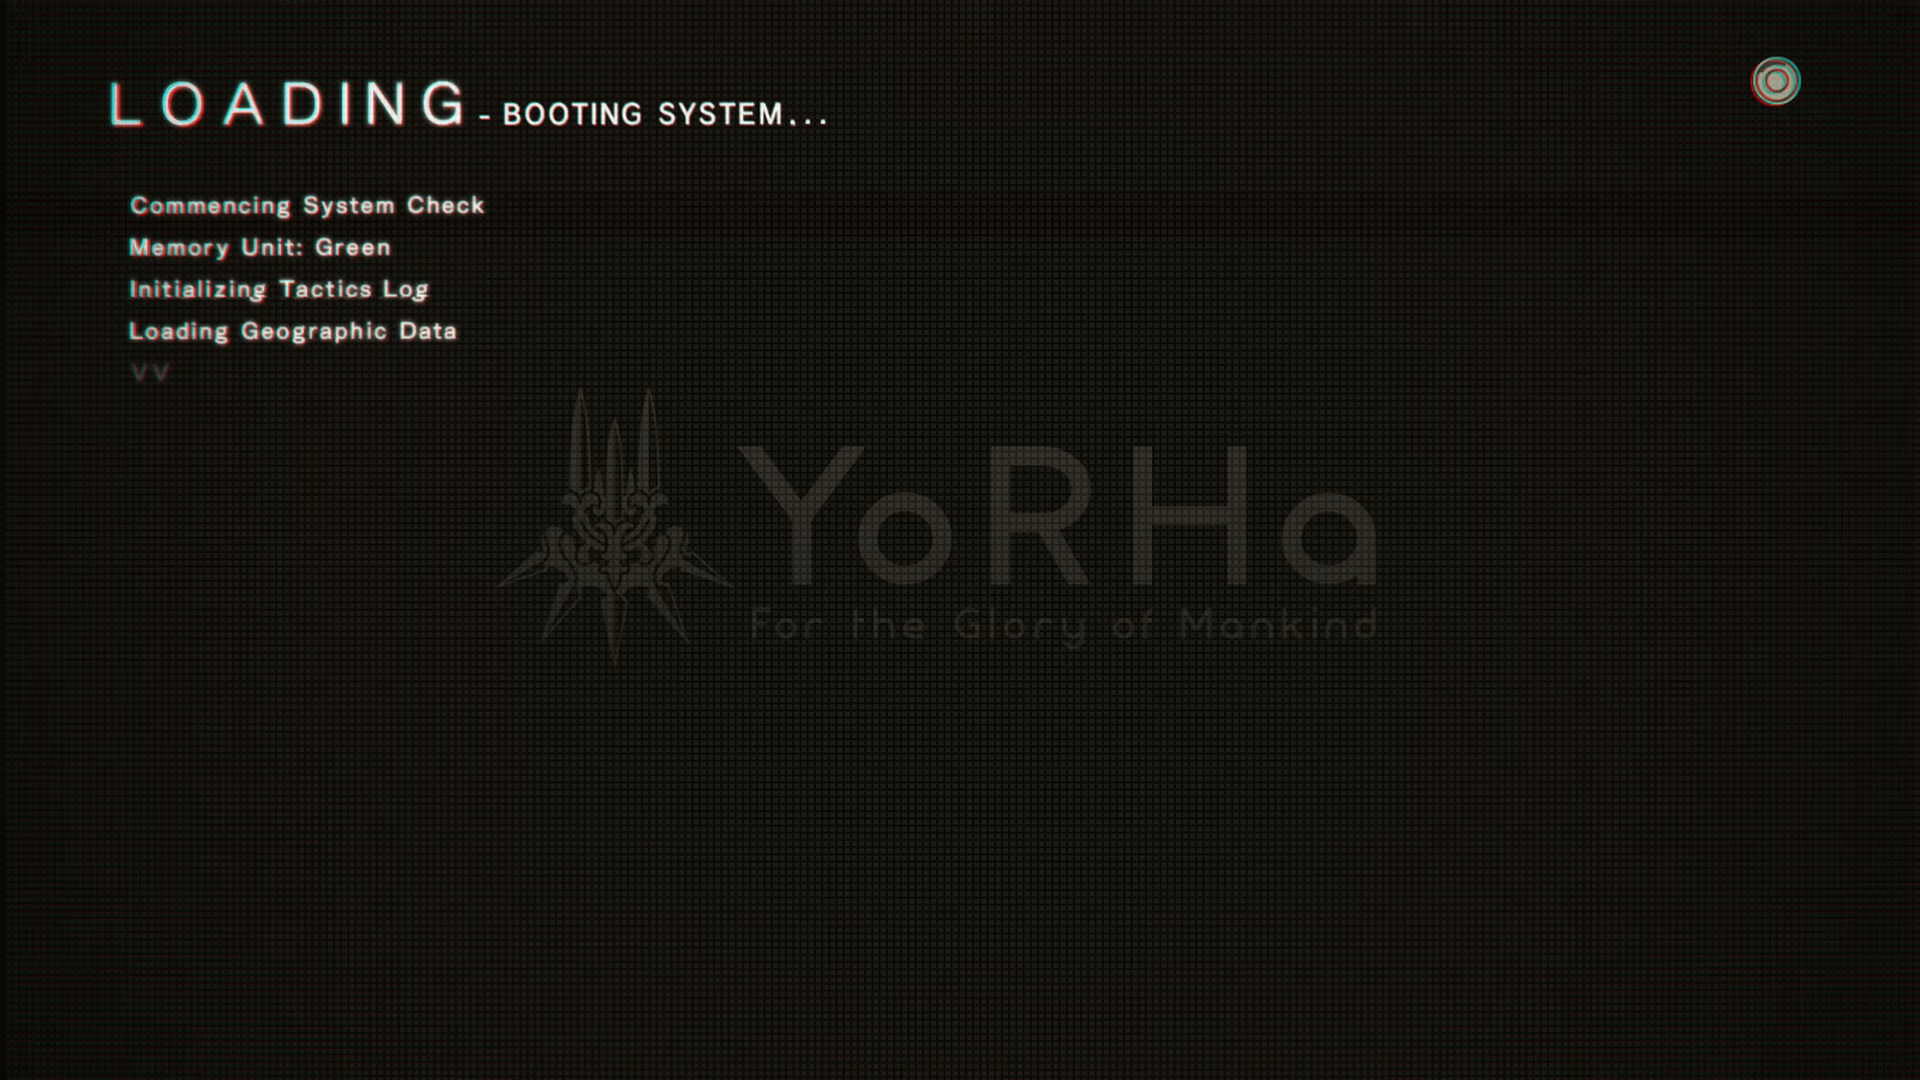 LOADING - BOOTING SYSTEM...
Commencing System Check
Memory Unit: Green
Initializing Tactics Log
Loading Geographic Data
YoRHa
For the Glory of Mankind